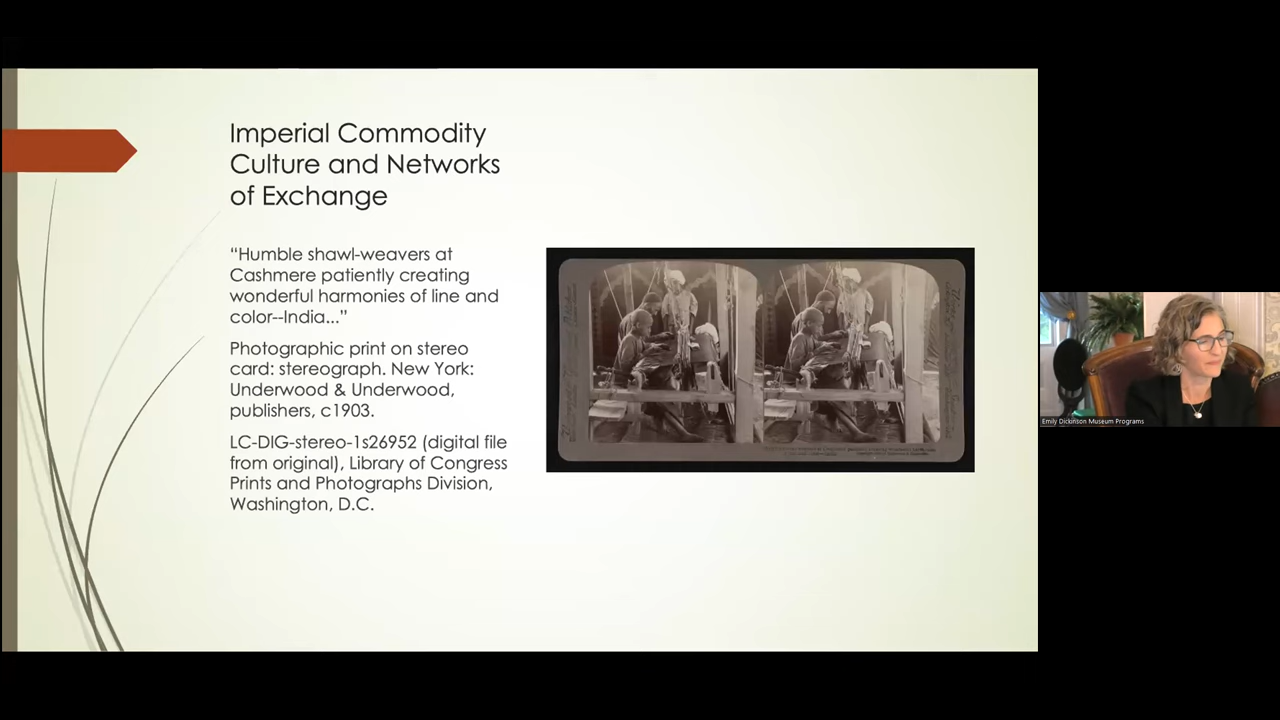 Imperial Commodity
Culture and Networks
of Exchange
“Humble shawl-weavers at
Cashmere patiently creating
wonderful harmonies of line and
color--India...”
Photographic print on stereo
card: stereograph. New York:
Underwood & Underwood,
publishers, c1903.
LC-DIG-stereo-1s26952 (digital file
from original), Library of Congress
Prints and Photographs Division,
Washington, D.C.
Emily Dickinson Museum Programs